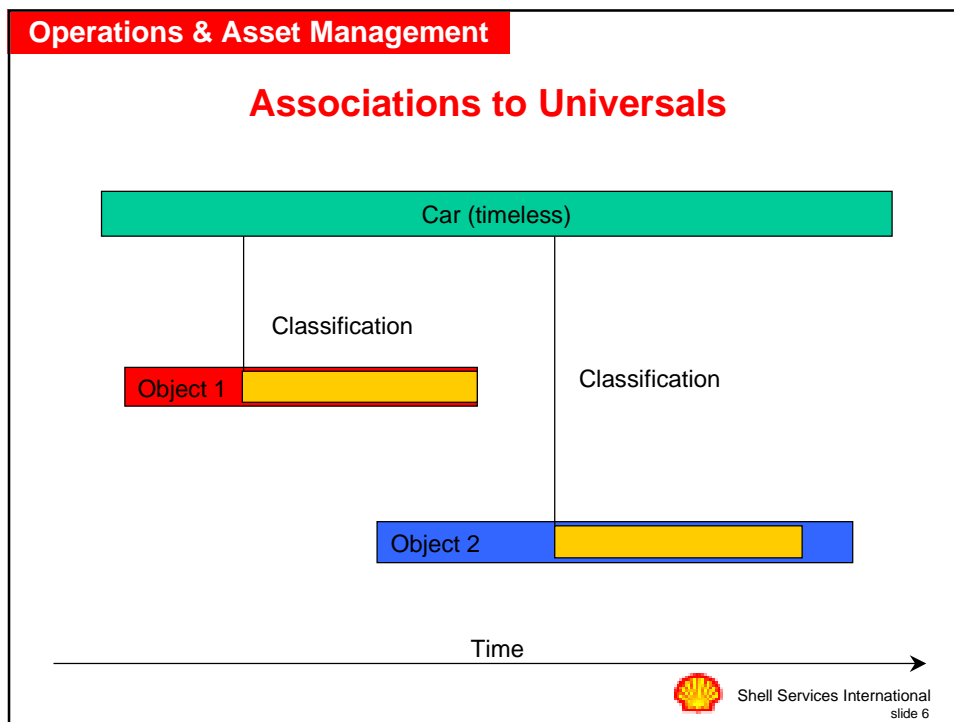 Operations & Asset Management
Associations to Universals
Car (timeless)
Classification
Classification
Object 1
Object 2
Time
Shell Services International
slide 6